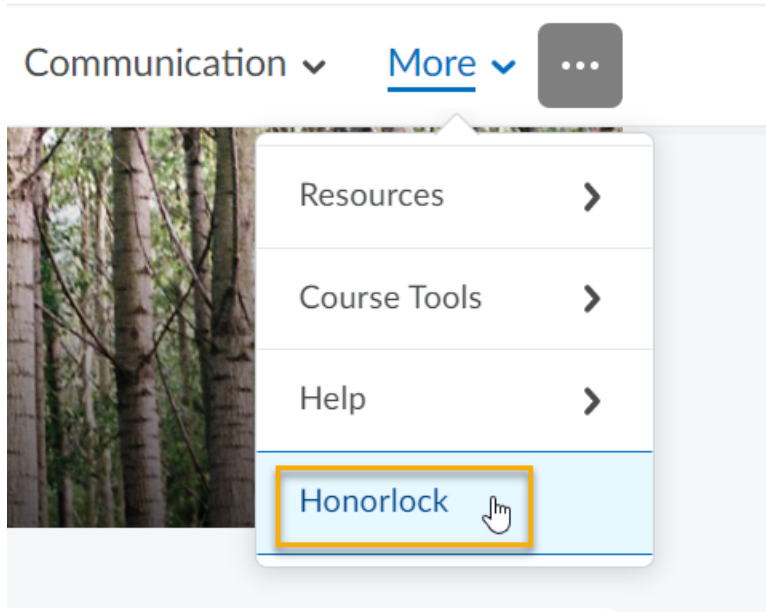 Communication More ...
Resources
Course Tools
Help
Honorlock